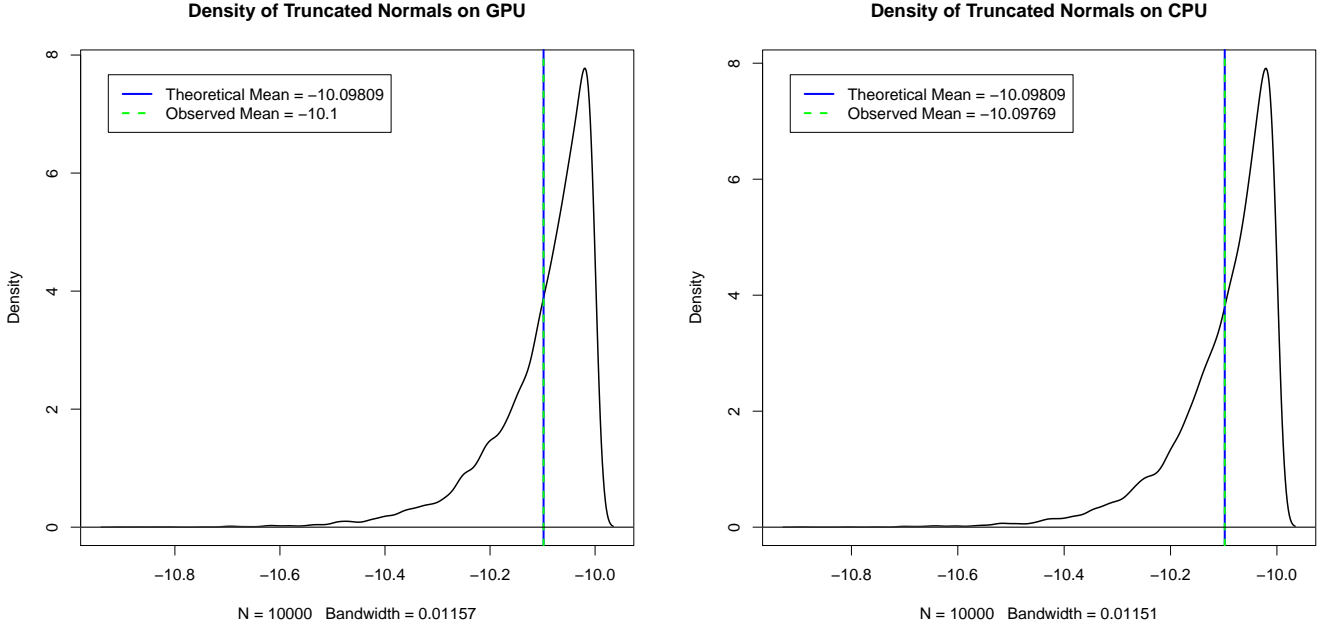 Density of Truncated Normals on GPU
Theoretical Mean = −10.09809
Observed Mean = −10.1
Density
8
6
4
2
0
−10.8 −10.6 −10.4 −10.2 −10.0
N = 10000 Bandwidth = 0.01157
Density of Truncated Normals on CPU
Theoretical Mean = −10.09809
Observed Mean = −10.09769
Density
8
6
4
2
0
−10.8 −10.6 −10.4 −10.2 −10.0
N = 10000 Bandwidth = 0.01151